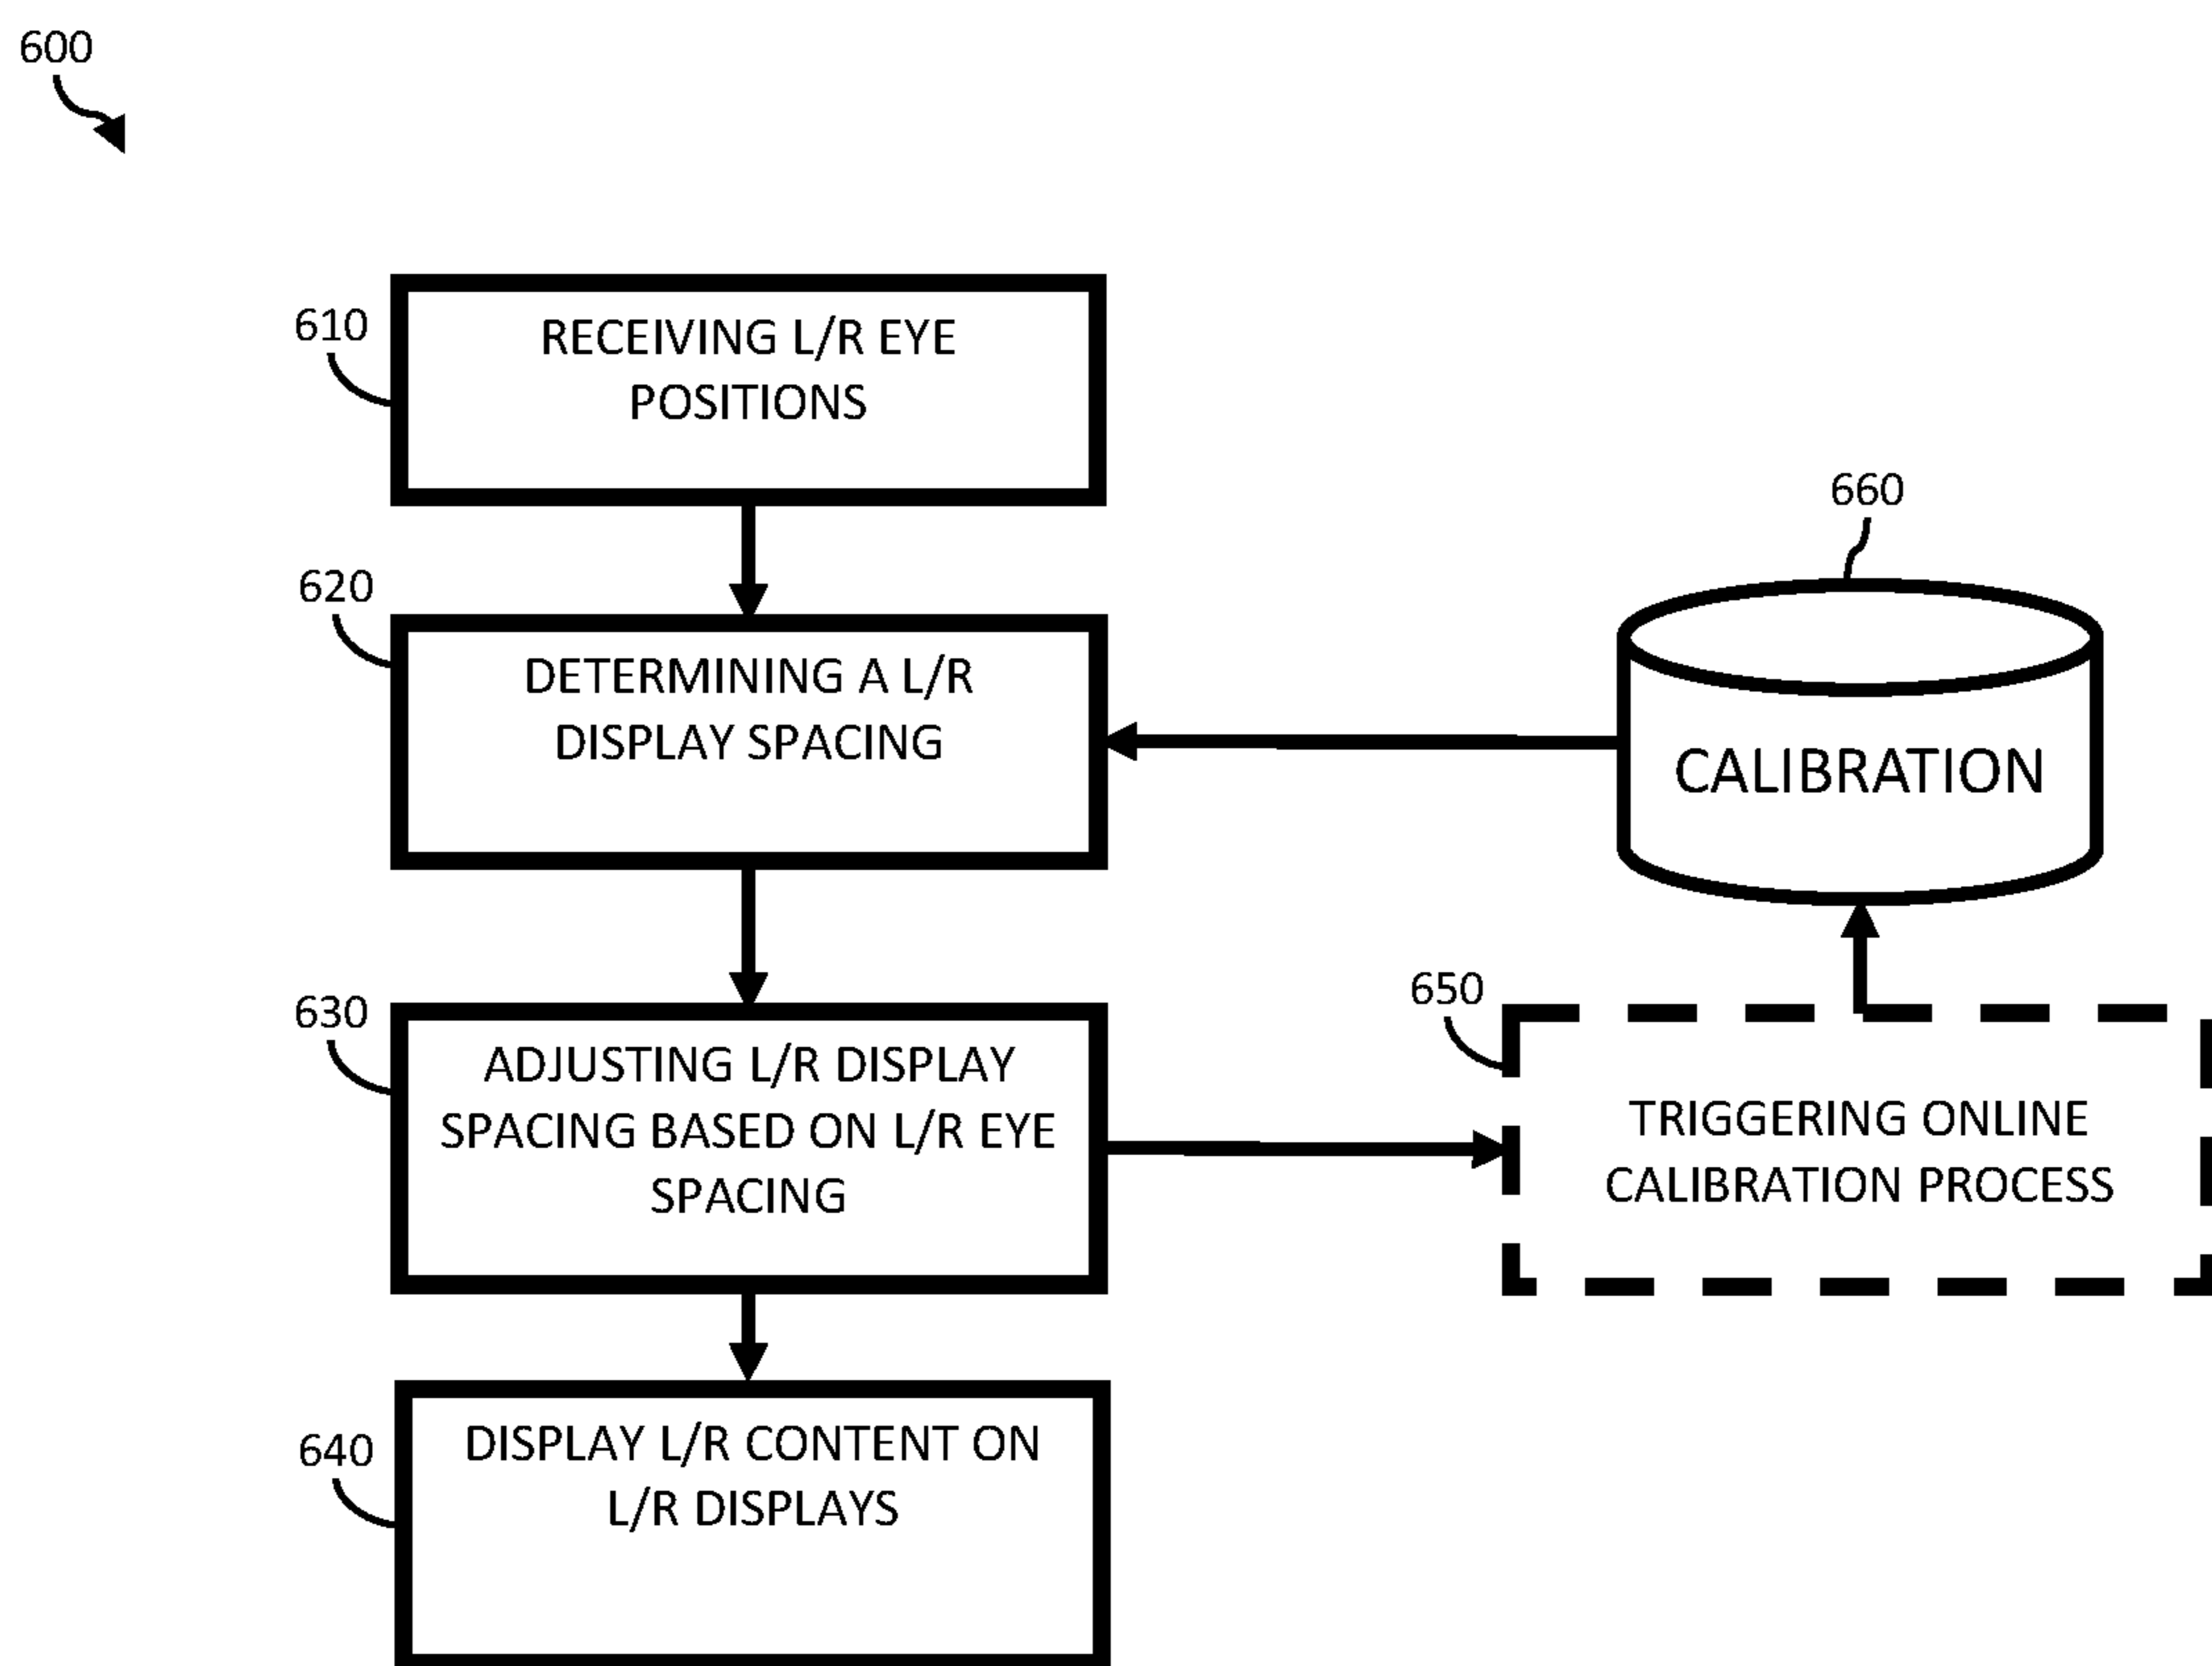 600
610
RECEIVING L/R EYE
POSITIONS
620
DETERMINING A L/R
DISPLAY SPACING
660
CALIBRATION
630
ADJUSTING L/R DISPLAY
SPACING BASED ON L/R EYE
SPACING
650
TRIGGERING ONLINE
CALIBRATION PROCESS
640
DISPLAY L/R CONTENT ON
L/R DISPLAYS